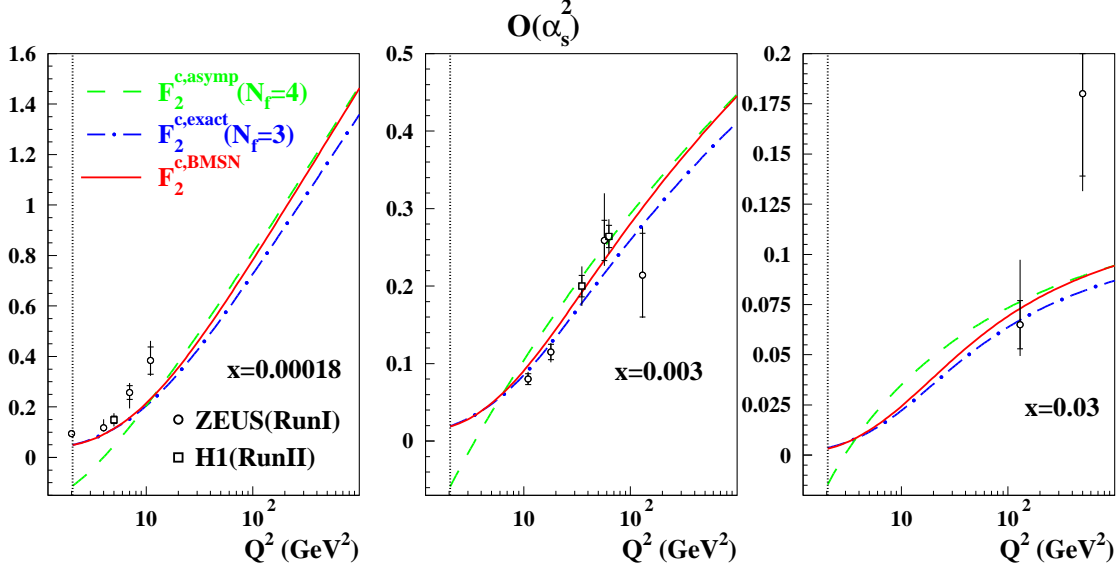 O(α_s^2)
F_2^{c,asymp}(N_f=4)
F_2^{c,exact}(N_f=3)
F_2^{c,BMSN}
x=0.00018
ZEUS(RunI)
H1(RunII)
1.6
1.4
1.2
1
0.8
0.6
0.4
0.2
0
10
10^2
Q^2 (GeV^2)
0.5
0.4
0.3
0.2
0.1
0
x=0.003
10
10^2
Q^2 (GeV^2)
0.2
0.175
0.15
0.125
0.1
0.075
0.05
0.025
0
x=0.03
10
10^2
Q^2 (GeV^2)